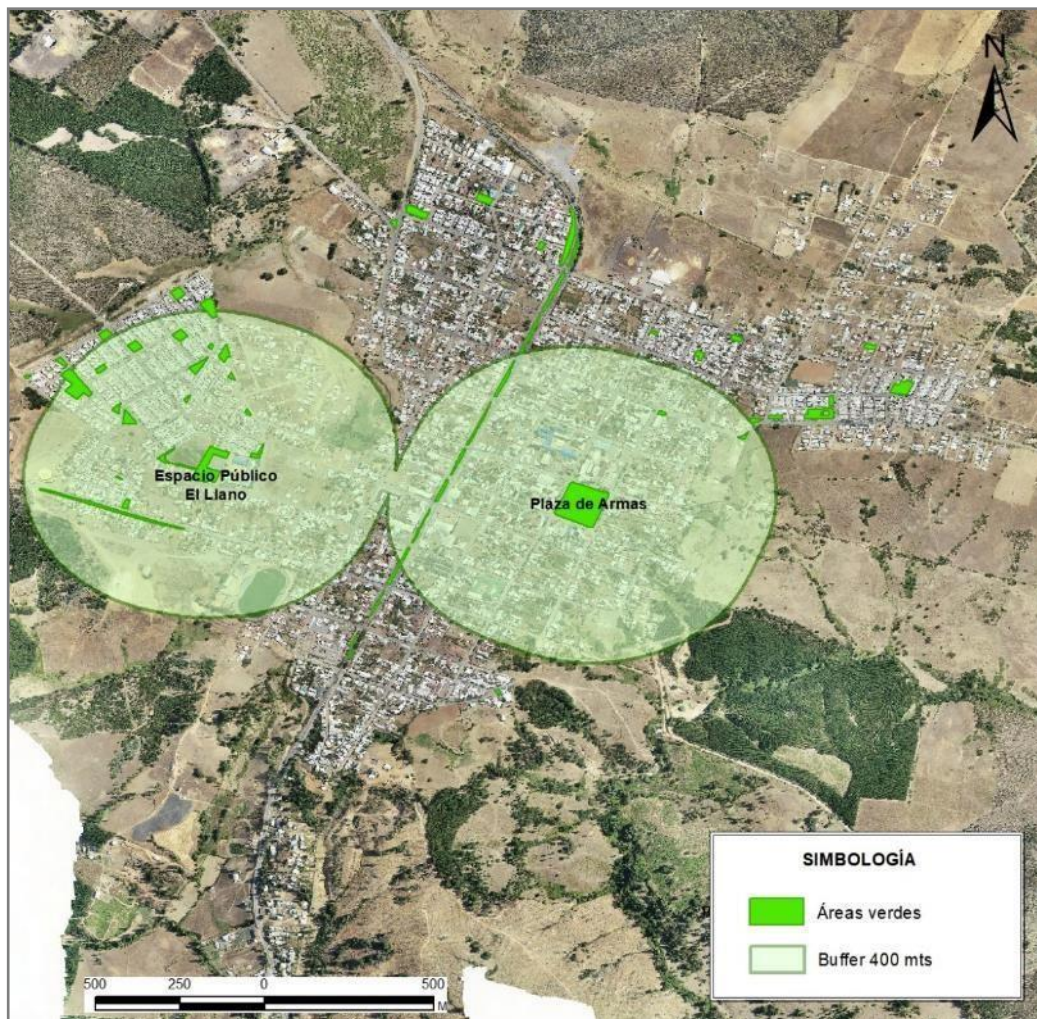 N
Espacio Público
El Llano
Plaza de Armas
SIMBOLOGÍA
Áreas verdes
Buffer 400 mts
500 250 0 500
M